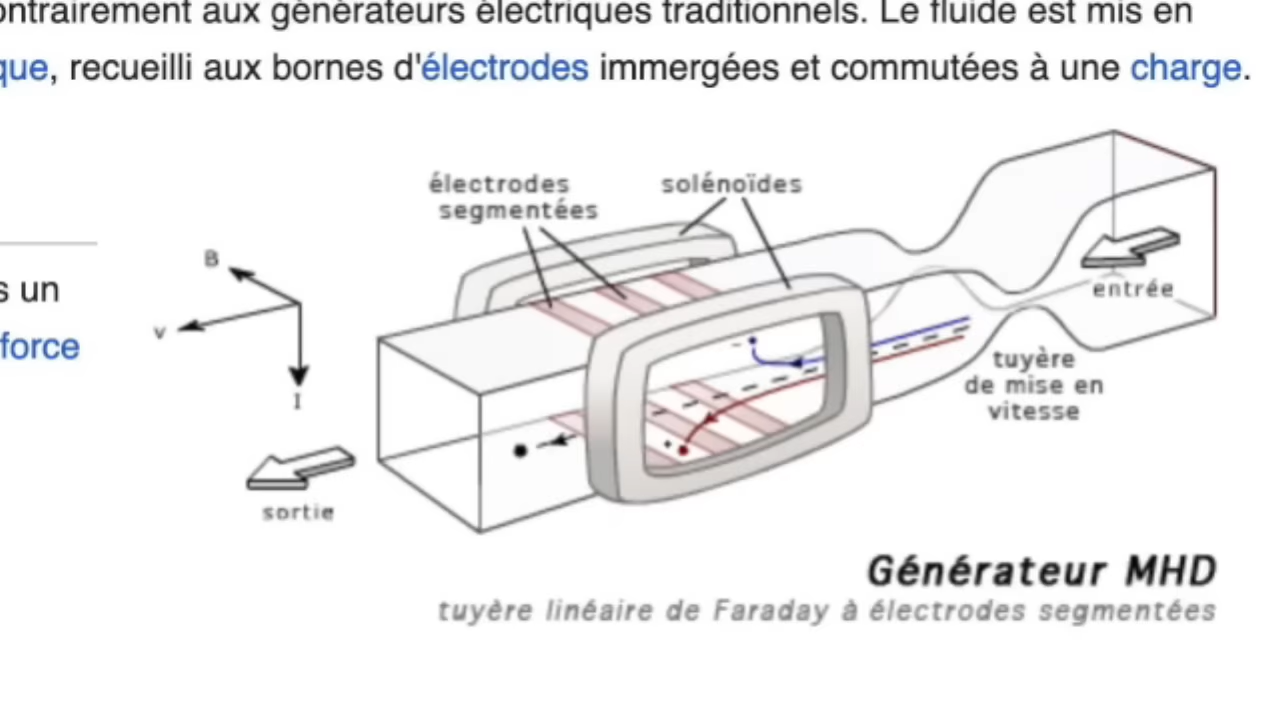 ontrairement aux générateurs électriques traditionnels. Le fluide est mis en
que, recueilli aux bornes d'électrodes immergées et commutées à une charge.
électrodes
segmentées
solénoïdes
B
s un
entrée
v
force
tuyère
de mise en
vitesse
I
sortie
Générateur MHD
tuyère linéaire de Faraday à électrodes segmentées